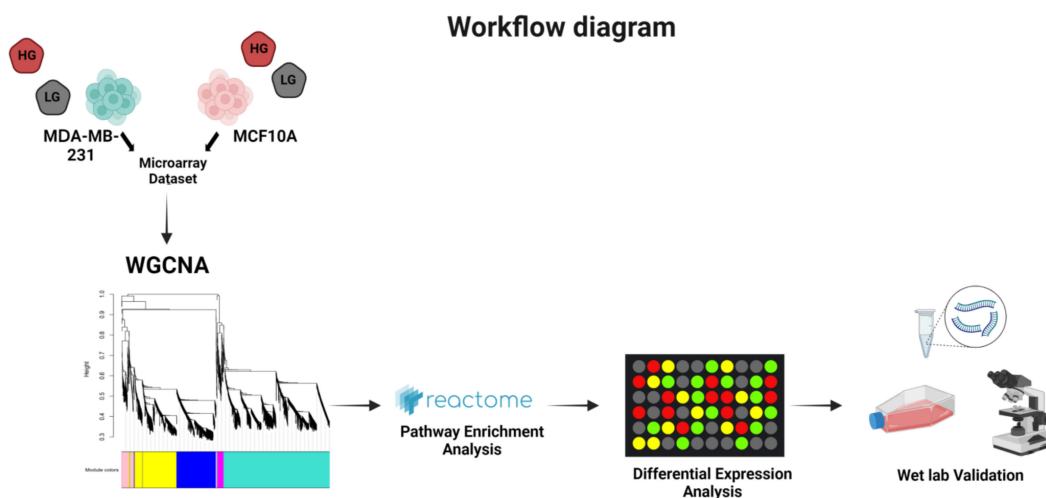 Workflow diagram
HG
LG
HG
LG
MDA-MB-
231
MCF10A
Microarray
Dataset
WGCNA
Height
1.0
0.9
0.8
0.7
0.6
0.5
0.4
0.3
Module colors
reactome
Pathway Enrichment
Analysis
Differential Expression
Analysis
Wet lab Validation